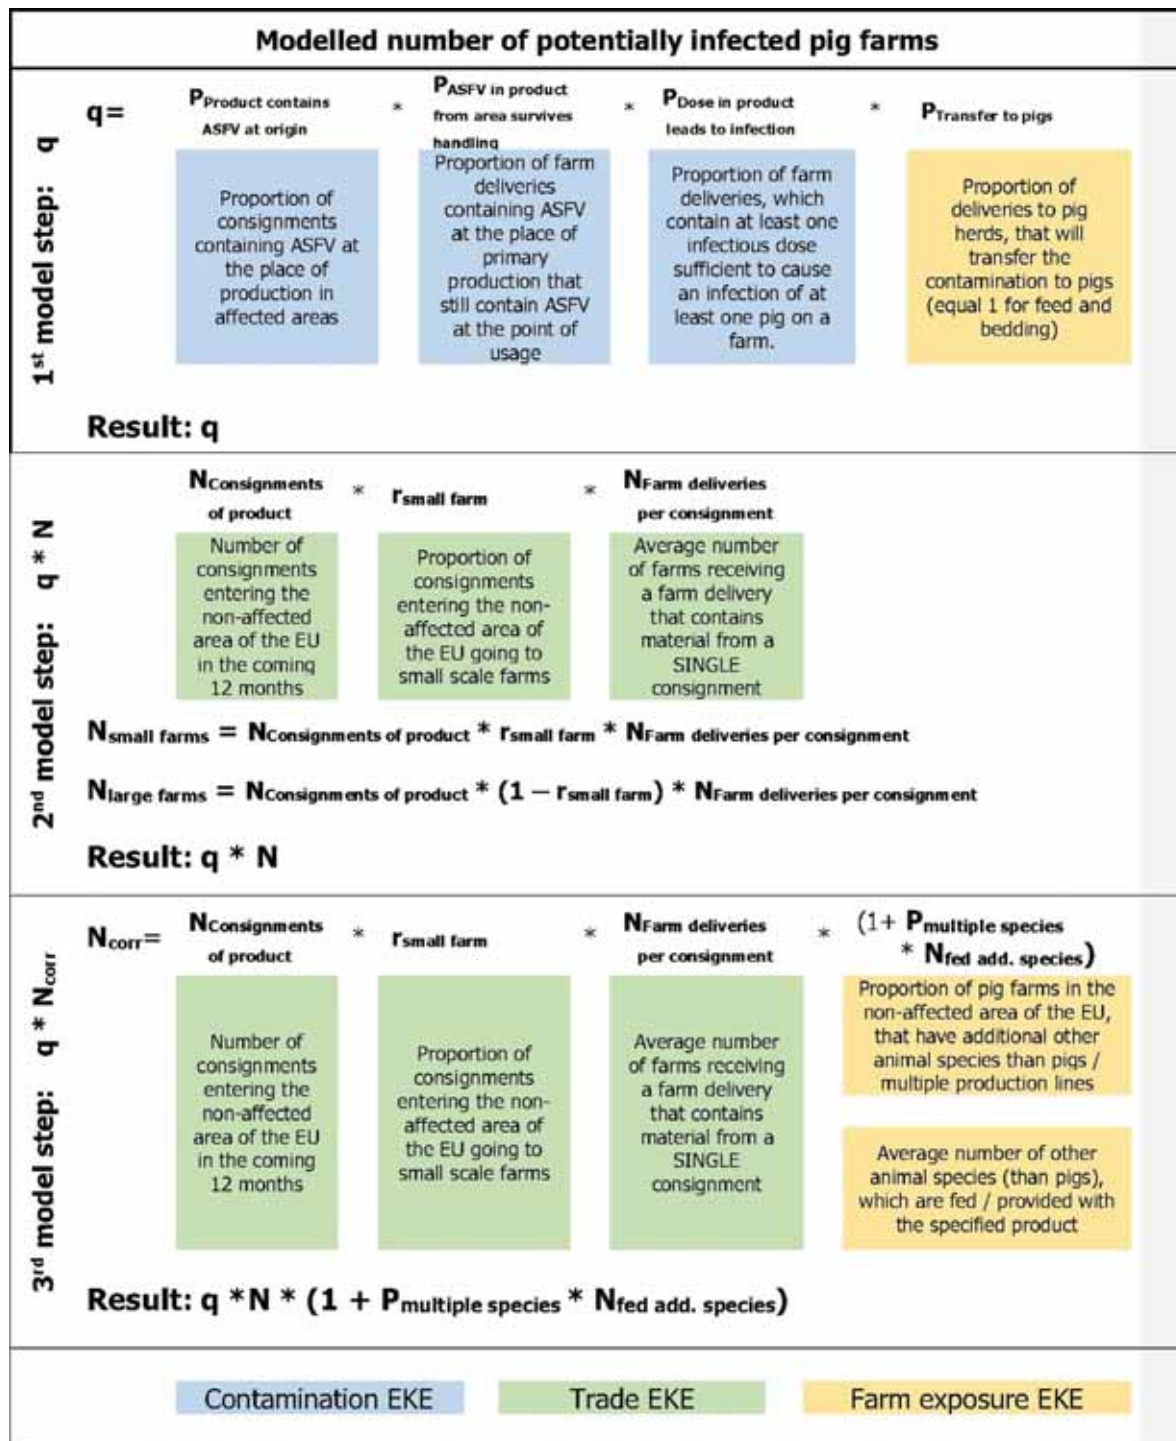 Modelled number of potentially infected pig farms
1st model step: q
q= PProduct contains * PASFV in product * PDose in product * PTransfer to pigs
ASFV at origin
from area survives
handling
leads to infection
Proportion of
consignments
containing ASFV at
the place of
production in
affected areas
Proportion of farm
deliveries
containing ASFV
at the place of
primary
production that
still contain ASFV
at the point of
usage
Proportion of farm
deliveries, which
contain at least one
infectious dose
sufficient to cause
an infection of at
least one pig on a
farm.
Proportion of
deliveries to pig
herds, that will
transfer the
contamination to pigs
(equal 1 for feed and
bedding)
Result: q
2nd model step: q * N
NConsignments * rsmall farm * NFarm deliveries
of product
per consignment
Number of
consignments
entering the
non-affected
area of the EU
in the coming
12 months
Proportion of
consignments
entering the non-
affected area of
the EU going to
small scale farms
Average number
of farms receiving
a farm delivery
that contains
material from a
SINGLE
consignment
Nsmall farms = NConsignments of product * rsmall farm * NFarm deliveries per consignment
Nlarge farms = NConsignments of product * (1 – rsmall farm) * NFarm deliveries per consignment
Result: q * N
3rd model step: q * Ncorr
Ncorr= NConsignments * rsmall farm * NFarm deliveries * (1+ Pmultiple species
of product
per consignment
* Nfed add. species)
Number of
consignments
entering the
non-affected
area of the EU
in the coming
12 months
Proportion of
consignments
entering the non-
affected area of
the EU going to
small scale farms
Average number
of farms receiving
a farm delivery
that contains
material from a
SINGLE
consignment
Proportion of pig farms in the
non-affected area of the EU,
that have additional other
animal species than pigs /
multiple production lines
Average number of other
animal species (than pigs),
which are fed / provided with
the specified product
Result: q *N * (1 + Pmultiple species * Nfed add. species)
Contamination EKE
Trade EKE
Farm exposure EKE